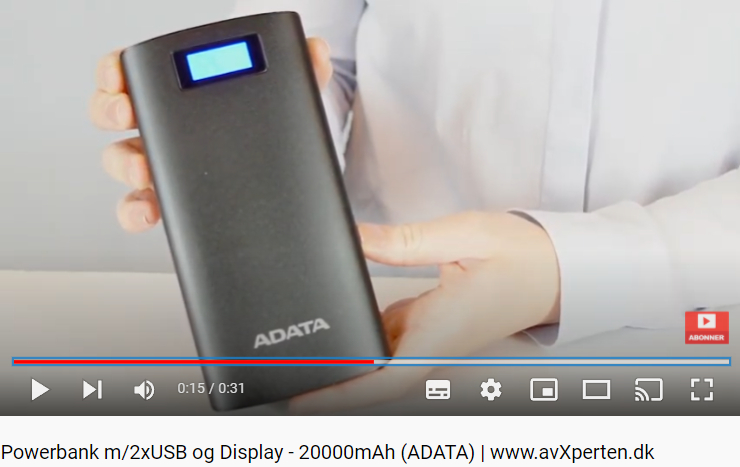 ADATA
ABONNER
0:15 / 0:31
Powerbank m/2xUSB og Display - 20000mAh (ADATA) | www.avXperten.dk